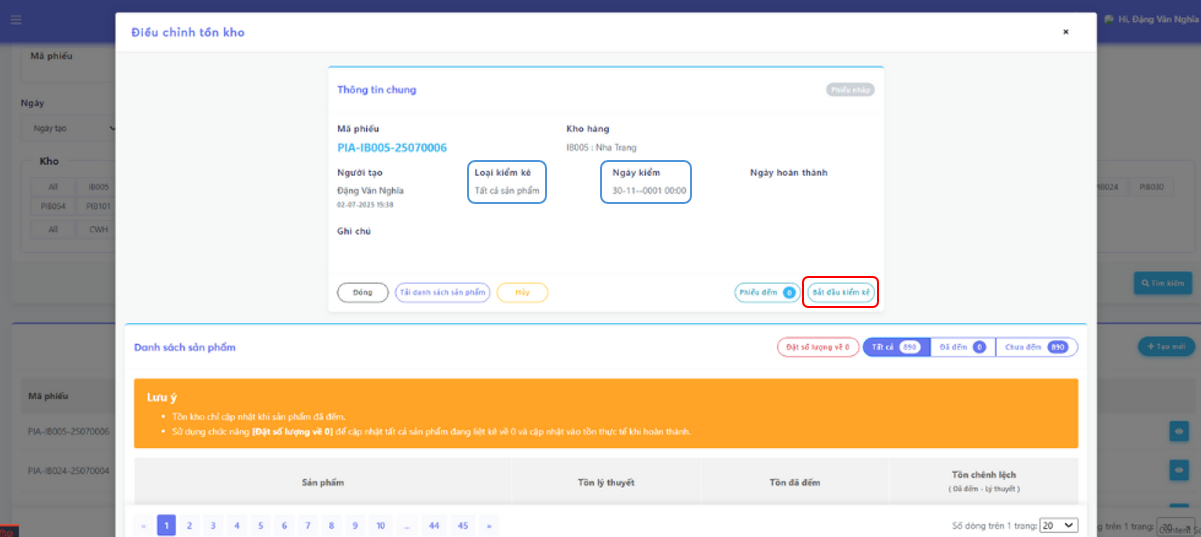 Hi, Đặng Văn Nghĩa
Điều chỉnh tồn kho
×
Mã phiếu
Ngày
Ngày tạo
Kho
All
IB005
PIB054
PIB101
All
CWH
IB024
PIB030
Tìm kiếm
+ Tạo mới
Mã phiếu
PIA-IB005-25070006
PIA-IB024-25070004
Thông tin chung
Phiếu nháp
Mã phiếu
Kho hàng
PIA-IB005-25070006
IB005 : Nha Trang
Người tạo
Loại kiểm kê
Ngày kiểm
Ngày hoàn thành
Đặng Văn Nghĩa
Tất cả sản phẩm
30-11--0001 00:00
02-07-2025 15:38
Ghi chú
Đóng
Tải danh sách sản phẩm
Hủy
Phiếu đếm 0
Bắt đầu kiểm kê
Danh sách sản phẩm
Đặt số lượng về 0
Tất cả 890
Đã đếm 0
Chưa đếm 890
Lưu ý
• Tồn kho chỉ cập nhật khi sản phẩm đã đếm.
• Sử dụng chức năng [Đặt số lượng về 0] để cập nhật tất cả sản phẩm đang liệt kê về 0 và cập nhật vào tồn thực tế khi hoàn thành.
Sản phẩm
Tồn lý thuyết
Tồn đã đếm
Tồn chênh lệch
( Đã đếm - Lý thuyết )
« 1 2 3 4 5 6 7 8 9 10 ... 44 45 »
Số dòng trên 1 trang: 20
g trên 1 trang: 20